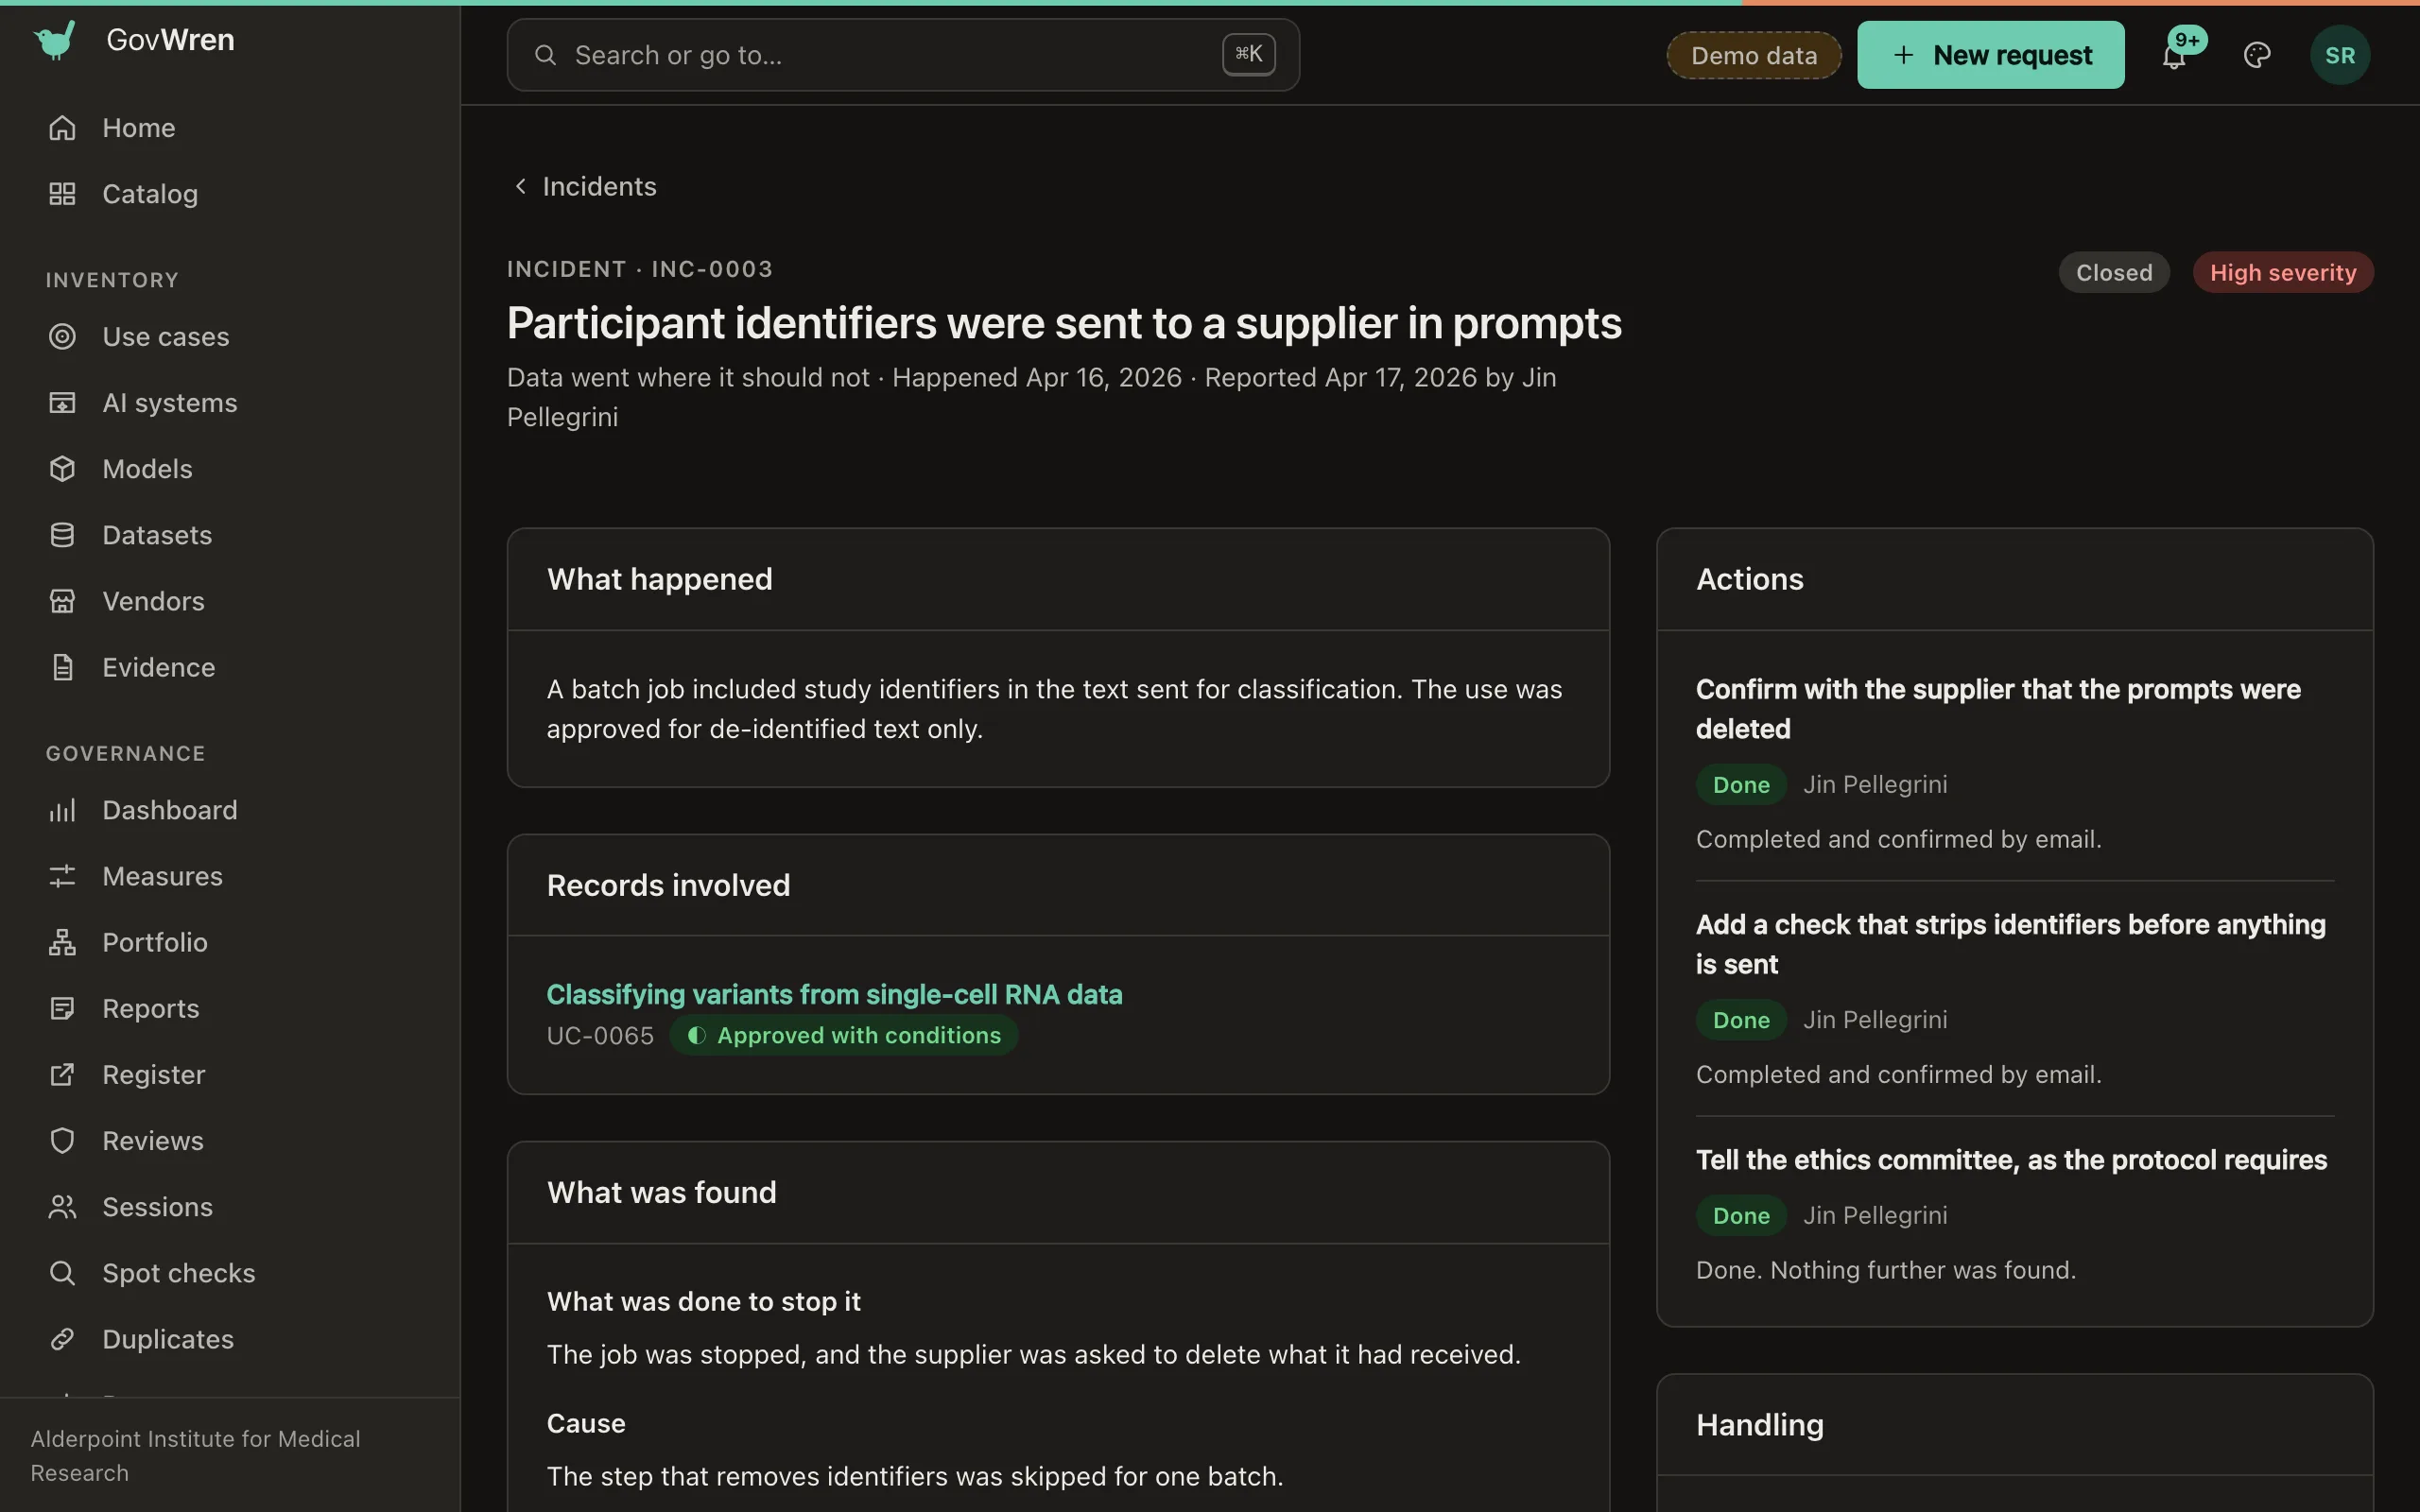 GovWren
Home
Catalog
INVENTORY
Use cases
AI systems
Models
Datasets
Vendors
Evidence
GOVERNANCE
Dashboard
Measures
Portfolio
Reports
Register
Reviews
Sessions
Spot checks
Duplicates
Alderpoint Institute for Medical
Research
Search or go to...
⌘K
Demo data
+ New request
9+
SR
Incidents
INCIDENT · INC-0003
Closed
High severity
Participant identifiers were sent to a supplier in prompts
Data went where it should not · Happened Apr 16, 2026 · Reported Apr 17, 2026 by Jin
Pellegrini
What happened
A batch job included study identifiers in the text sent for classification. The use was
approved for de-identified text only.
Records involved
Classifying variants from single-cell RNA data
UC-0065 Approved with conditions
What was found
What was done to stop it
The job was stopped, and the supplier was asked to delete what it had received.
Cause
The step that removes identifiers was skipped for one batch.
Actions
Confirm with the supplier that the prompts were
deleted
Done Jin Pellegrini
Completed and confirmed by email.
Add a check that strips identifiers before anything
is sent
Done Jin Pellegrini
Completed and confirmed by email.
Tell the ethics committee, as the protocol requires
Done Jin Pellegrini
Done. Nothing further was found.
Handling